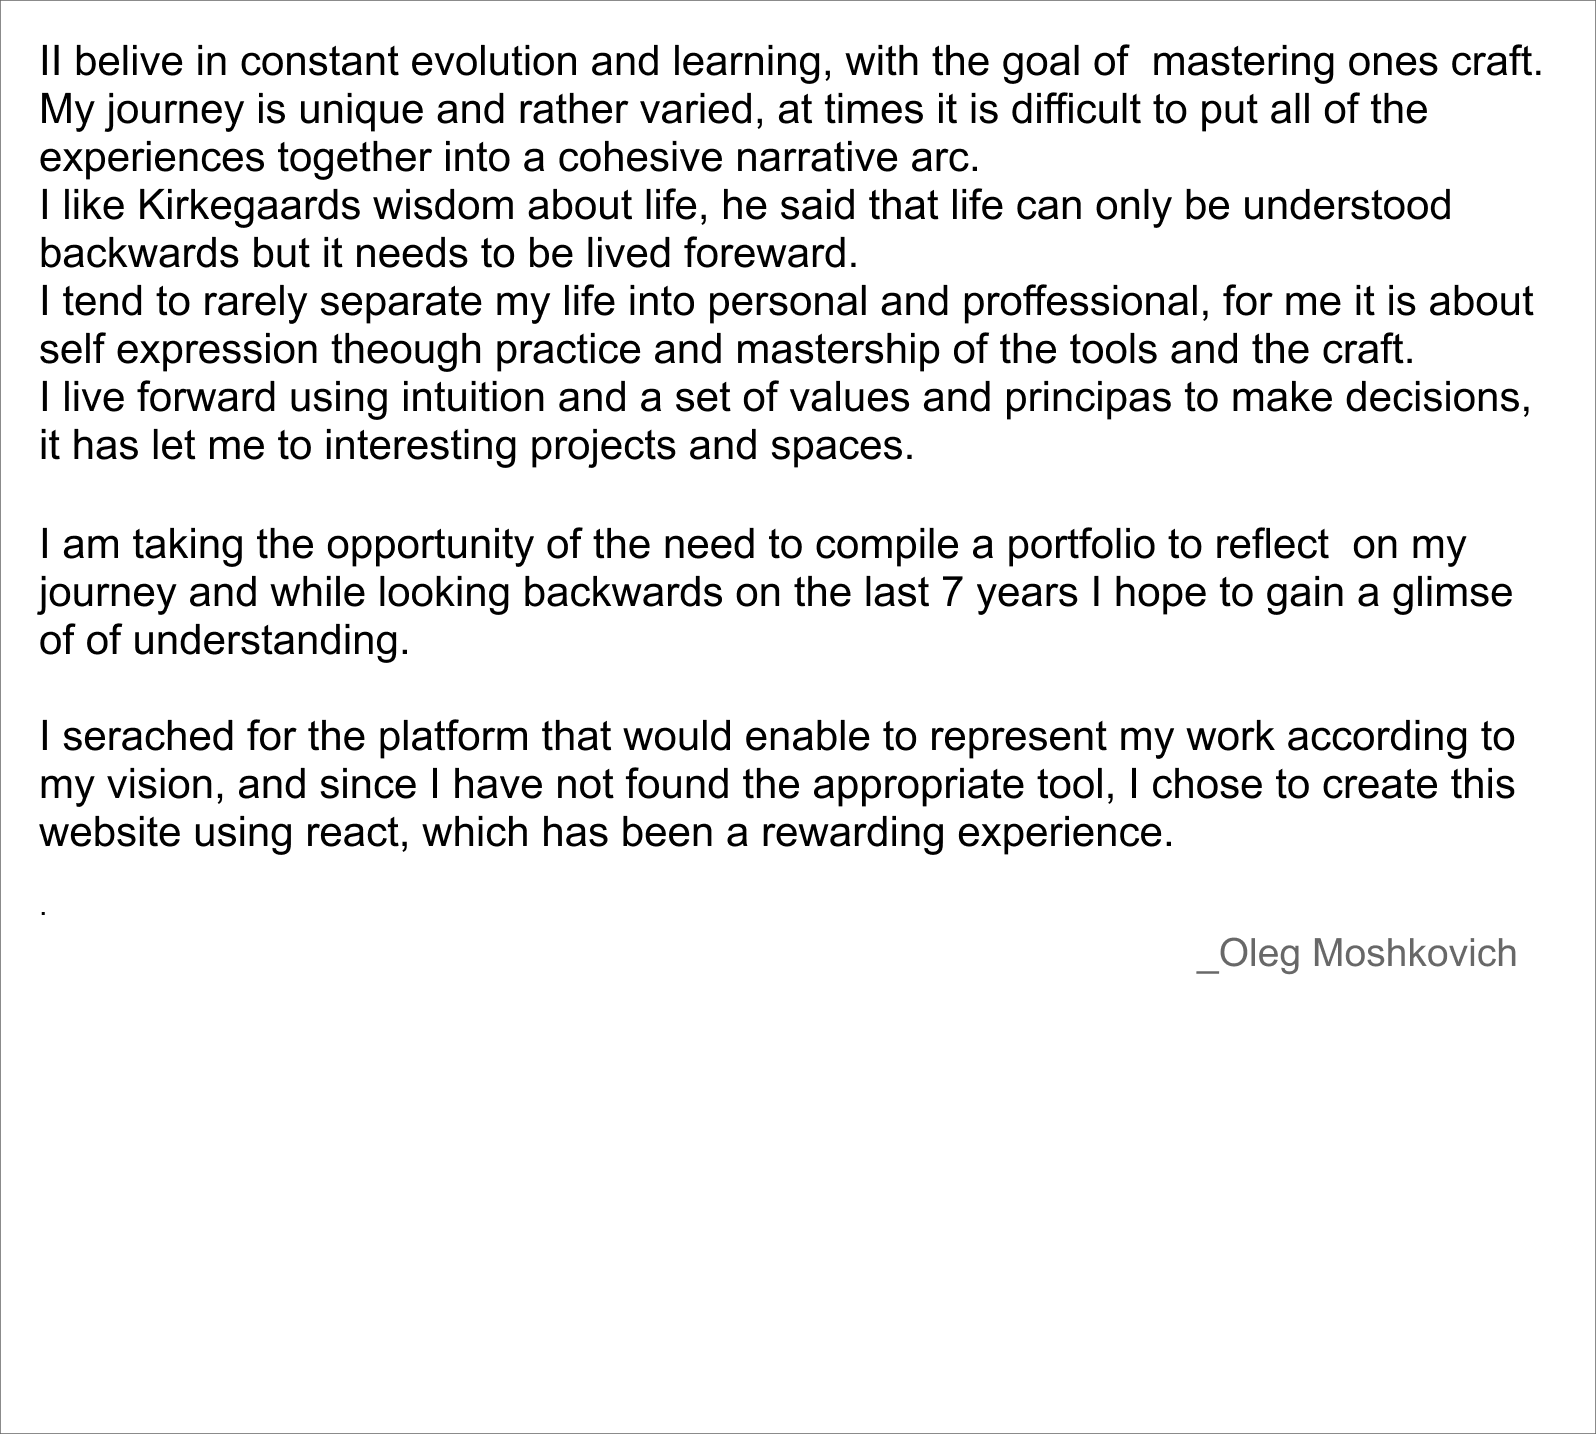 II belive in constant evolution and learning, with the goal of  mastering ones craft.
My journey is unique and rather varied, at times it is difficult to put all of the
experiences together into a cohesive narrative arc.
I like Kirkegaards wisdom about life, he said that life can only be understood
backwards but it needs to be lived foreward.
I tend to rarely separate my life into personal and proffessional, for me it is about
self expression theough practice and mastership of the tools and the craft.
I live forward using intuition and a set of values and principas to make decisions,
it has let me to interesting projects and spaces.
I am taking the opportunity of the need to compile a portfolio to reflect  on my
journey and while looking backwards on the last 7 years I hope to gain a glimse
of of understanding.
I serached for the platform that would enable to represent my work according to
my vision, and since I have not found the appropriate tool, I chose to create this
website using react, which has been a rewarding experience.
.
_Oleg Moshkovich